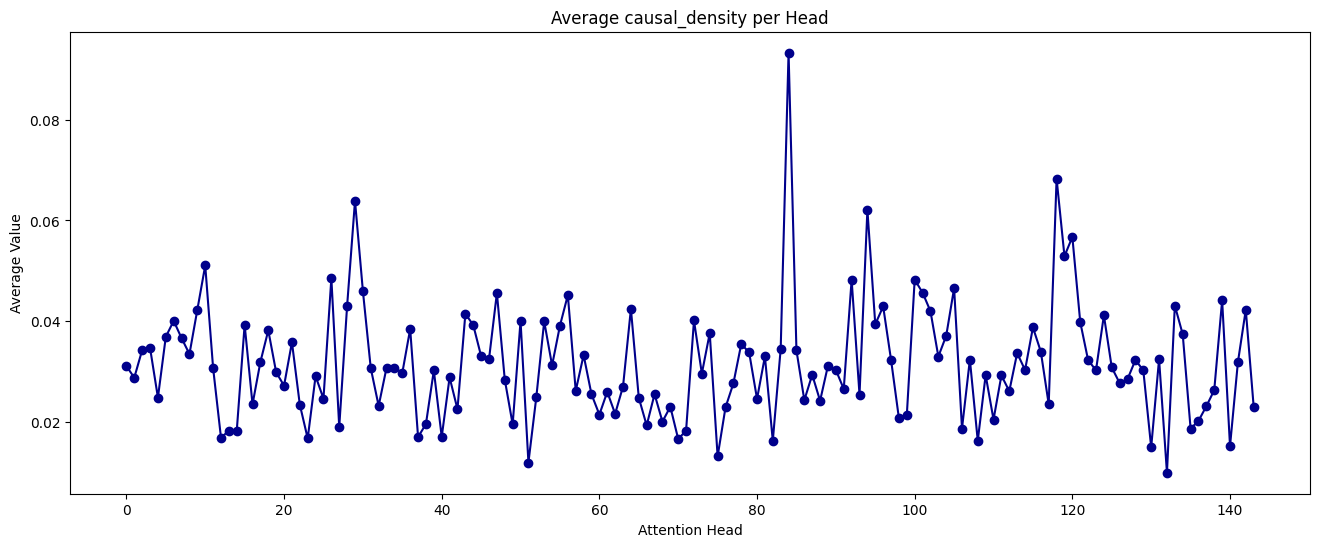 Average causal_density per Head
Average Value
0.08
0.06
0.04
0.02
0 20 40 60 80 100 120 140
Attention Head